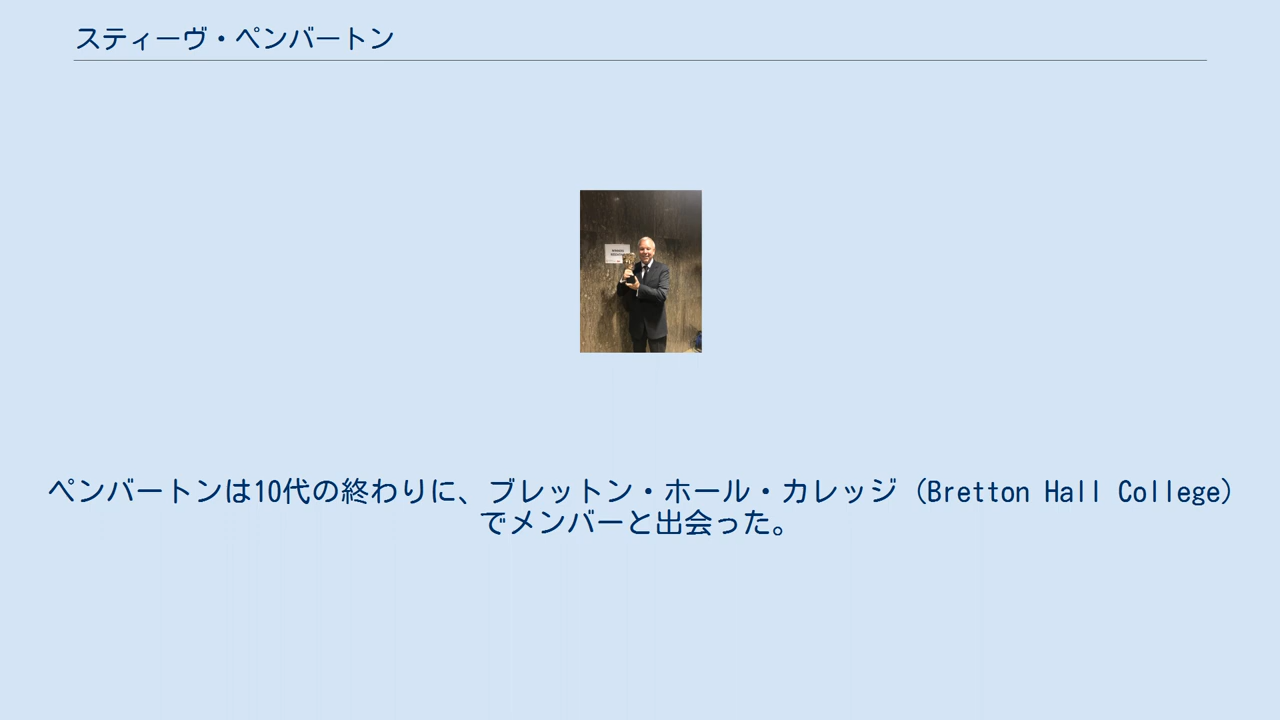 スティーヴ・ペンバートン
ペンバートンは10代の終わりに、ブレットン・ホール・カレッジ（Bretton Hall College）
でメンバーと出会った。